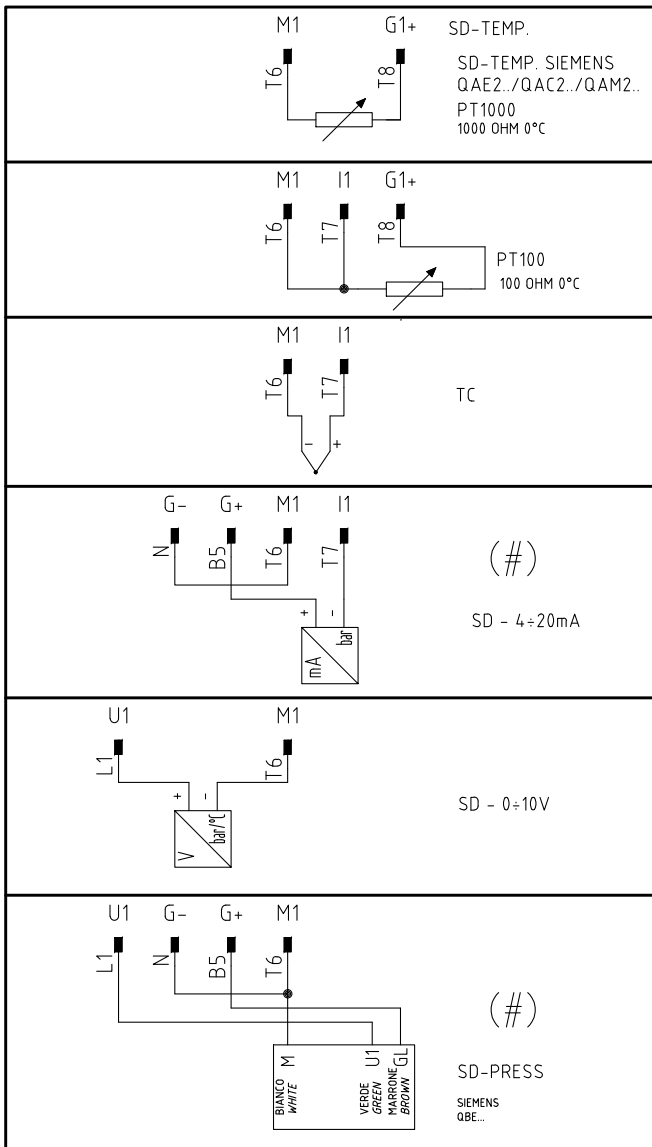 M1 G1+ SD-TEMP.
T6 T8
SD-TEMP. SIEMENS
QAE2../QAC2../QAM2..
PT1000
1000 OHM 0°C
M1 I1 G1+
T6 T7 T8
PT100
100 OHM 0°C
M1 I1
T6 T7
TC
- +
G- G+ M1 I1
N B5 T6 T7
(#)
+ -
SD - 4÷20mA
mA bar
U1 M1
L1 T6
+ -
SD - 0÷10V
V bar/°C
U1 G- G+ M1
L1 N B5 T6
(#)
M U1 GL
BIANCO VERDE MARRONE
WHITE GREEN BROWN
SD-PRESS
SIEMENS
QBE...